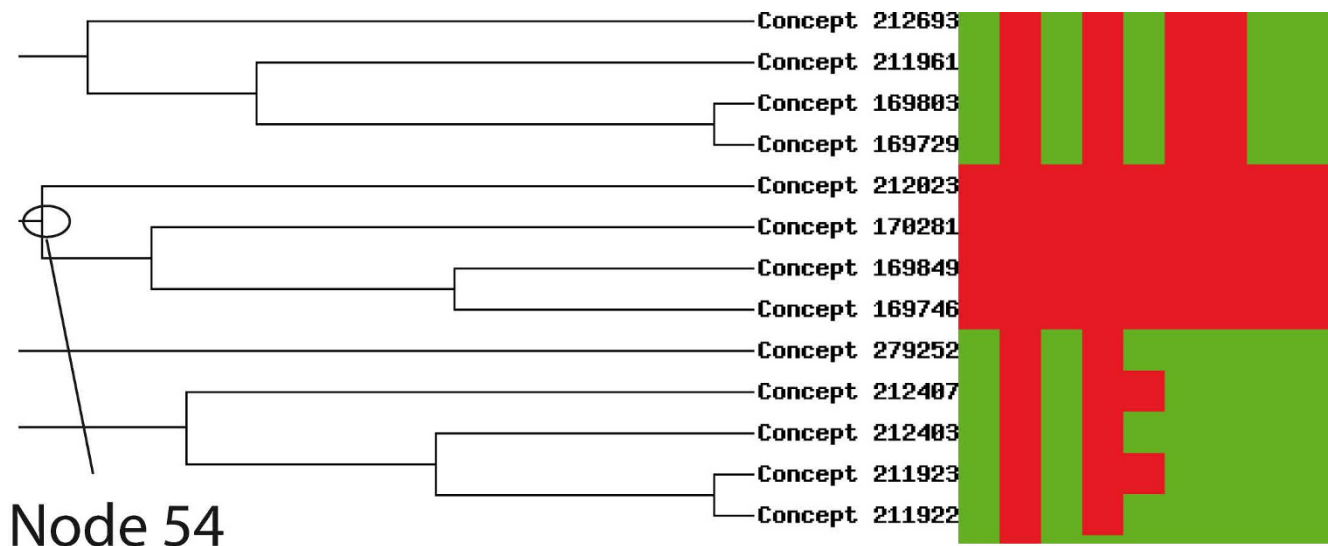 Concept 212693
Concept 211961
Concept 169803
Concept 169729
Concept 212023
Concept 170281
Concept 169849
Concept 169746
Concept 279252
Concept 212407
Concept 212403
Concept 211923
Concept 211922
Node 54